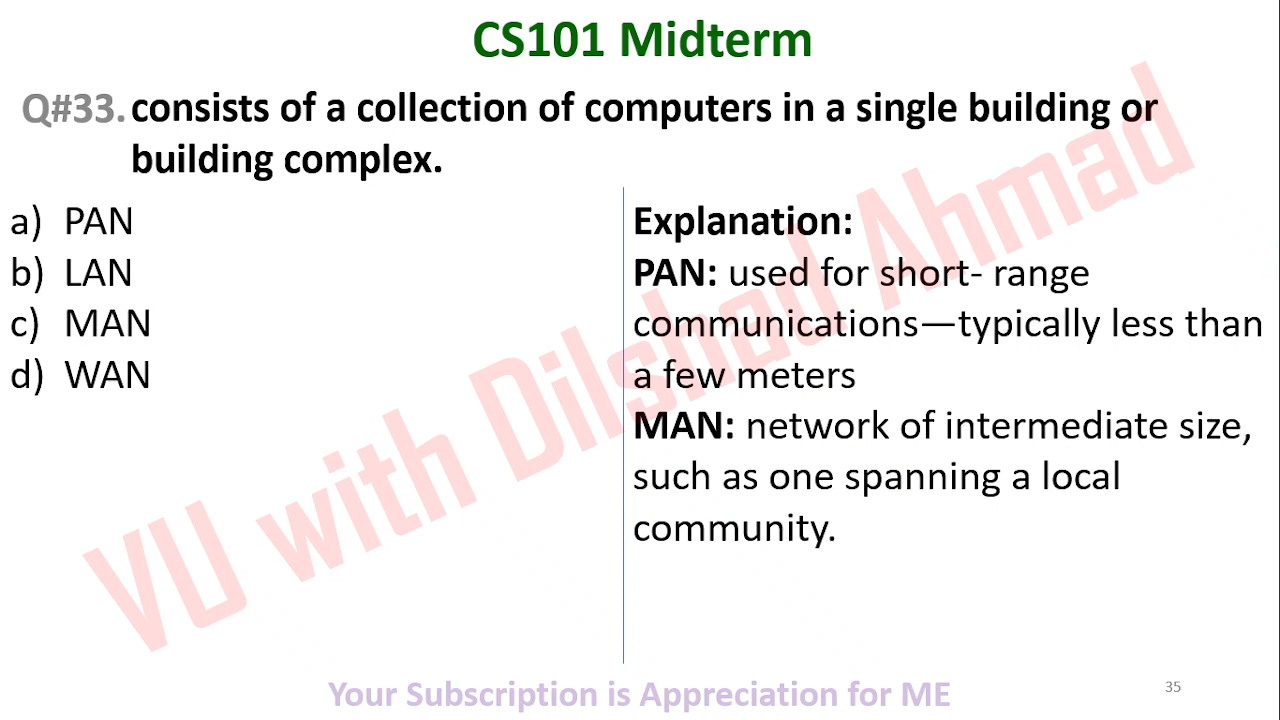 CS101 Midterm
Q#33. consists of a collection of computers in a single building or
building complex.
a) PAN
b) LAN
c) MAN
d) WAN
Explanation:
PAN: used for short- range
communications—typically less than
a few meters
MAN: network of intermediate size,
such as one spanning a local
community.
VU with Dilshad Ahmad
Your Subscription is Appreciation for ME
35